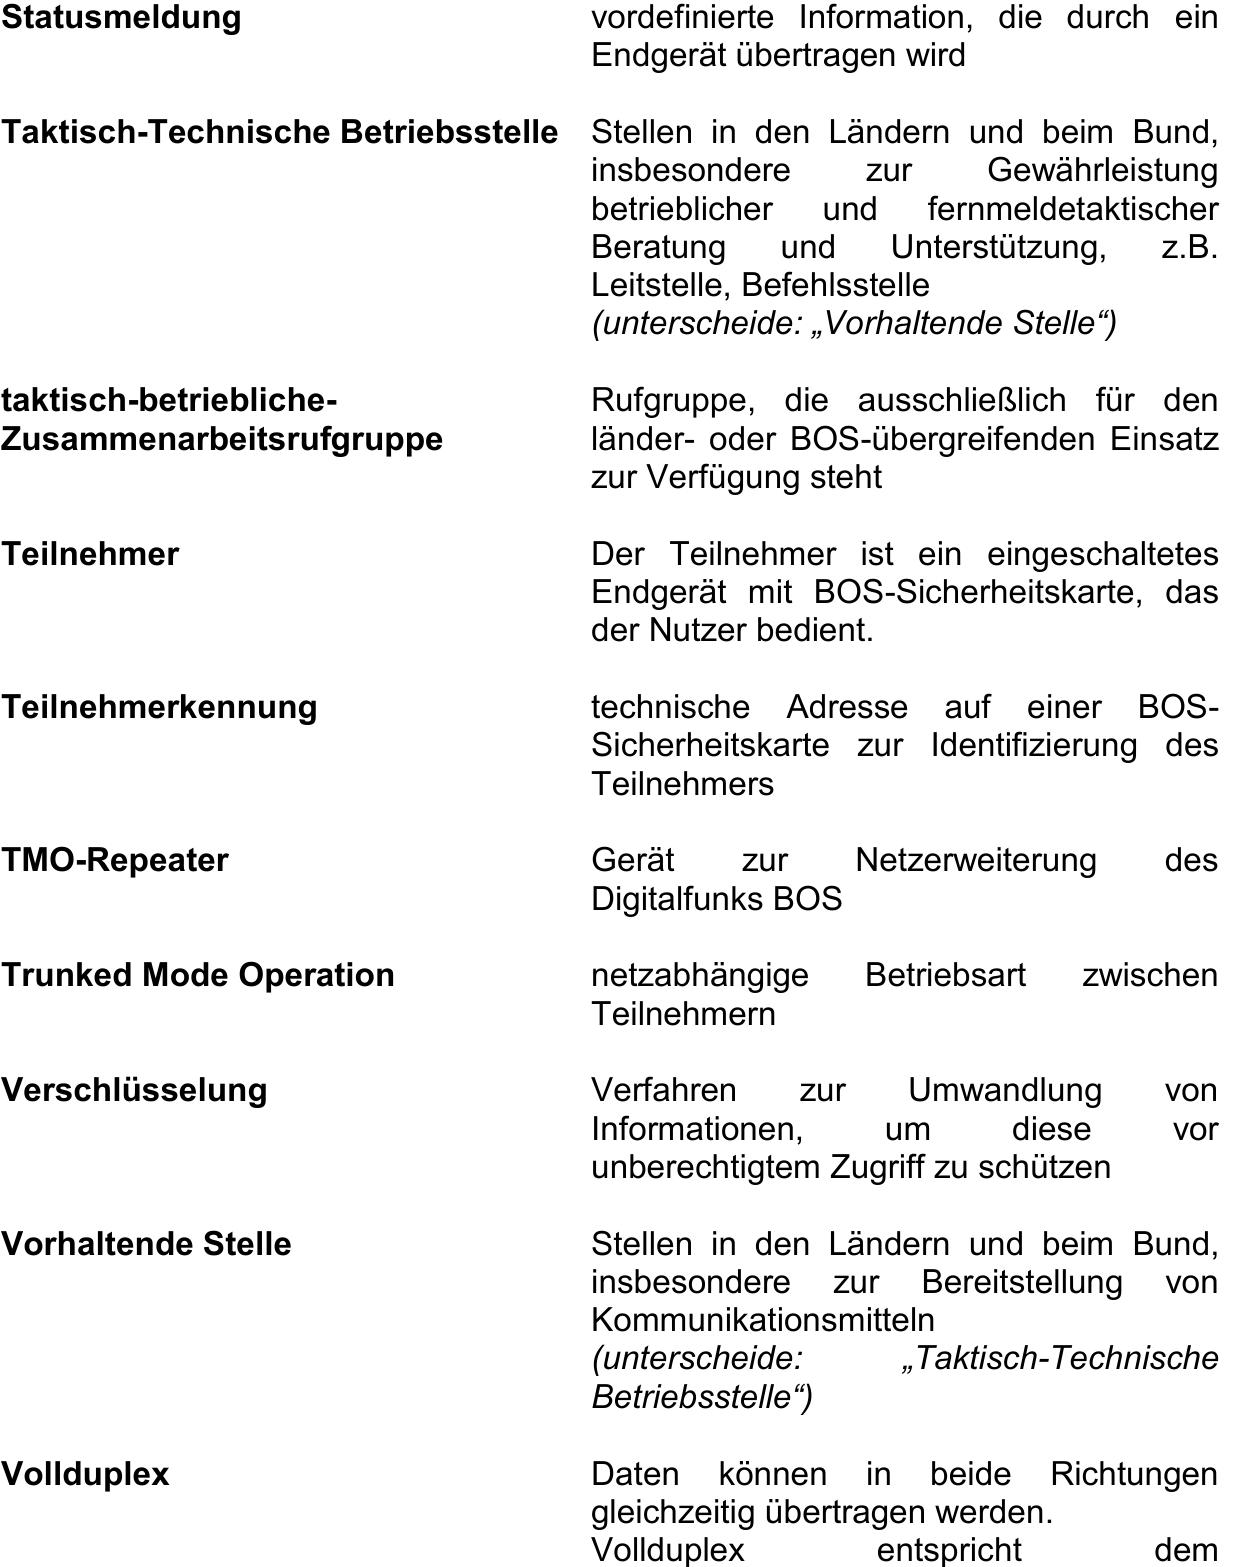 Statusmeldung vordefinierte Information, die durch ein
Endgerät übertragen wird
Taktisch-Technische Betriebsstelle Stellen in den Ländern und beim Bund,
insbesondere zur Gewährleistung
betrieblicher und fernmeldetaktischer
Beratung und Unterstützung, z.B.
Leitstelle, Befehlsstelle
(unterscheide: „Vorhaltende Stelle“)
taktisch-betriebliche- Rufgruppe, die ausschließlich für den
Zusammenarbeitsrufgruppe länder- oder BOS-übergreifenden Einsatz
zur Verfügung steht
Teilnehmer Der Teilnehmer ist ein eingeschaltetes
Endgerät mit BOS-Sicherheitskarte, das
der Nutzer bedient.
Teilnehmerkennung technische Adresse auf einer BOS-
Sicherheitskarte zur Identifizierung des
Teilnehmers
TMO-Repeater Gerät zur Netzerweiterung des
Digitalfunks BOS
Trunked Mode Operation netzabhängige Betriebsart zwischen
Teilnehmern
Verschlüsselung Verfahren zur Umwandlung von
Informationen, um diese vor
unberechtigtem Zugriff zu schützen
Vorhaltende Stelle Stellen in den Ländern und beim Bund,
insbesondere zur Bereitstellung von
Kommunikationsmitteln
(unterscheide: „Taktisch-Technische
Betriebsstelle“)
Vollduplex Daten können in beide Richtungen
gleichzeitig übertragen werden.
Vollduplex entspricht dem